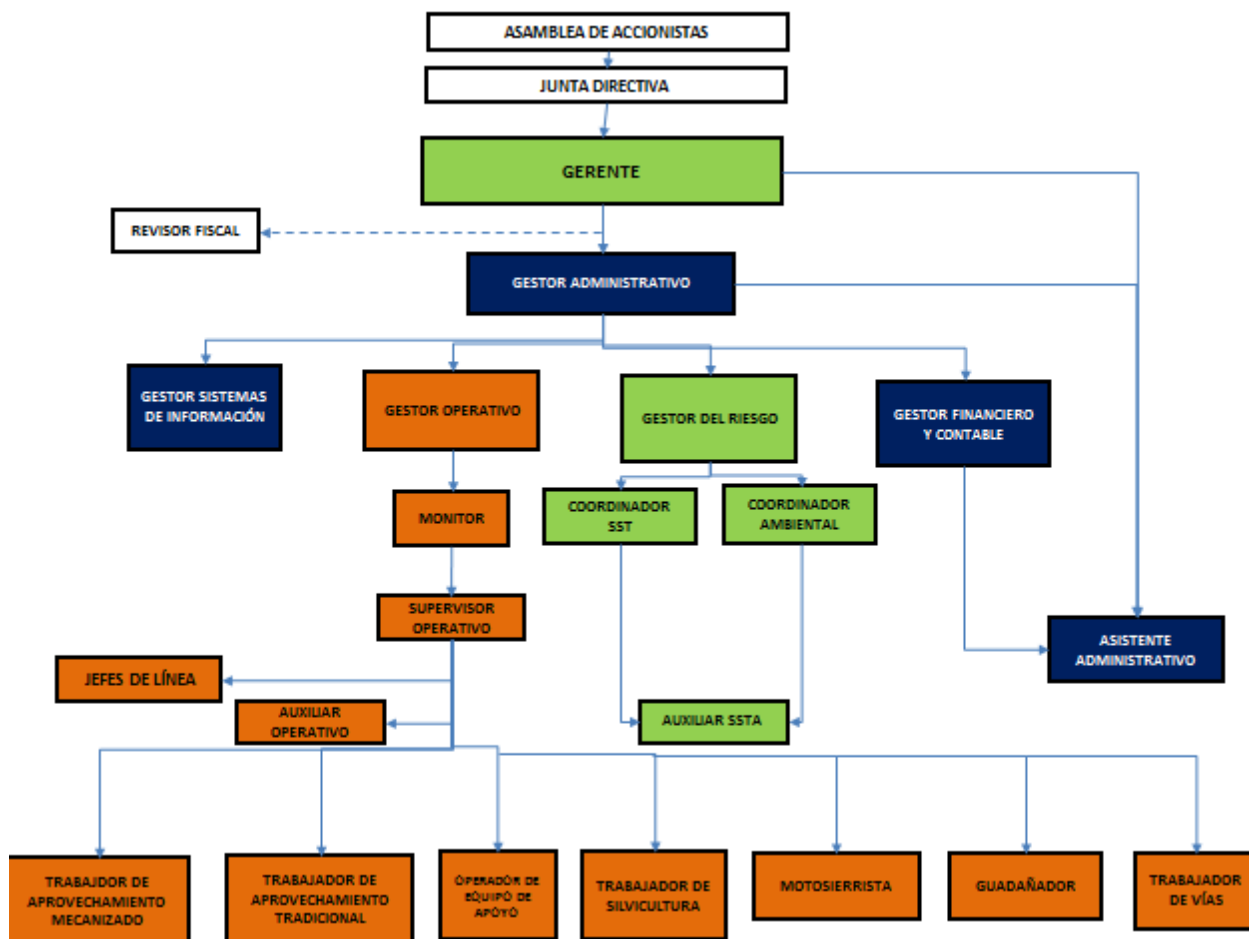 ASAMBLEA DE ACCIONISTAS
JUNTA DIRECTIVA
GERENTE
REVISOR FISCAL
GESTOR ADMINISTRATIVO
GESTOR SISTEMAS
DE INFORMACIÓN
GESTOR OPERATIVO
GESTOR DEL RIESGO
GESTOR FINANCIERO
Y CONTABLE
MONITOR
COORDINADOR
SST
COORDINADOR
AMBIENTAL
SUPERVISOR
OPERATIVO
ASISTENTE
ADMINISTRATIVO
JEFES DE LÍNEA
AUXILIAR
OPERATIVO
AUXILIAR SSTA
TRABAJDOR DE
APROVECHAMIENTO
MECANIZADO
TRABAJADOR DE
APROVECHAMIENTO
TRADICIONAL
OPERADOR DE
EQUIPO DE
APOYO
TRABAJADOR DE
SILVICULTURA
MOTOSIERRISTA
GUADAÑADOR
TRABAJADOR
DE VÍAS